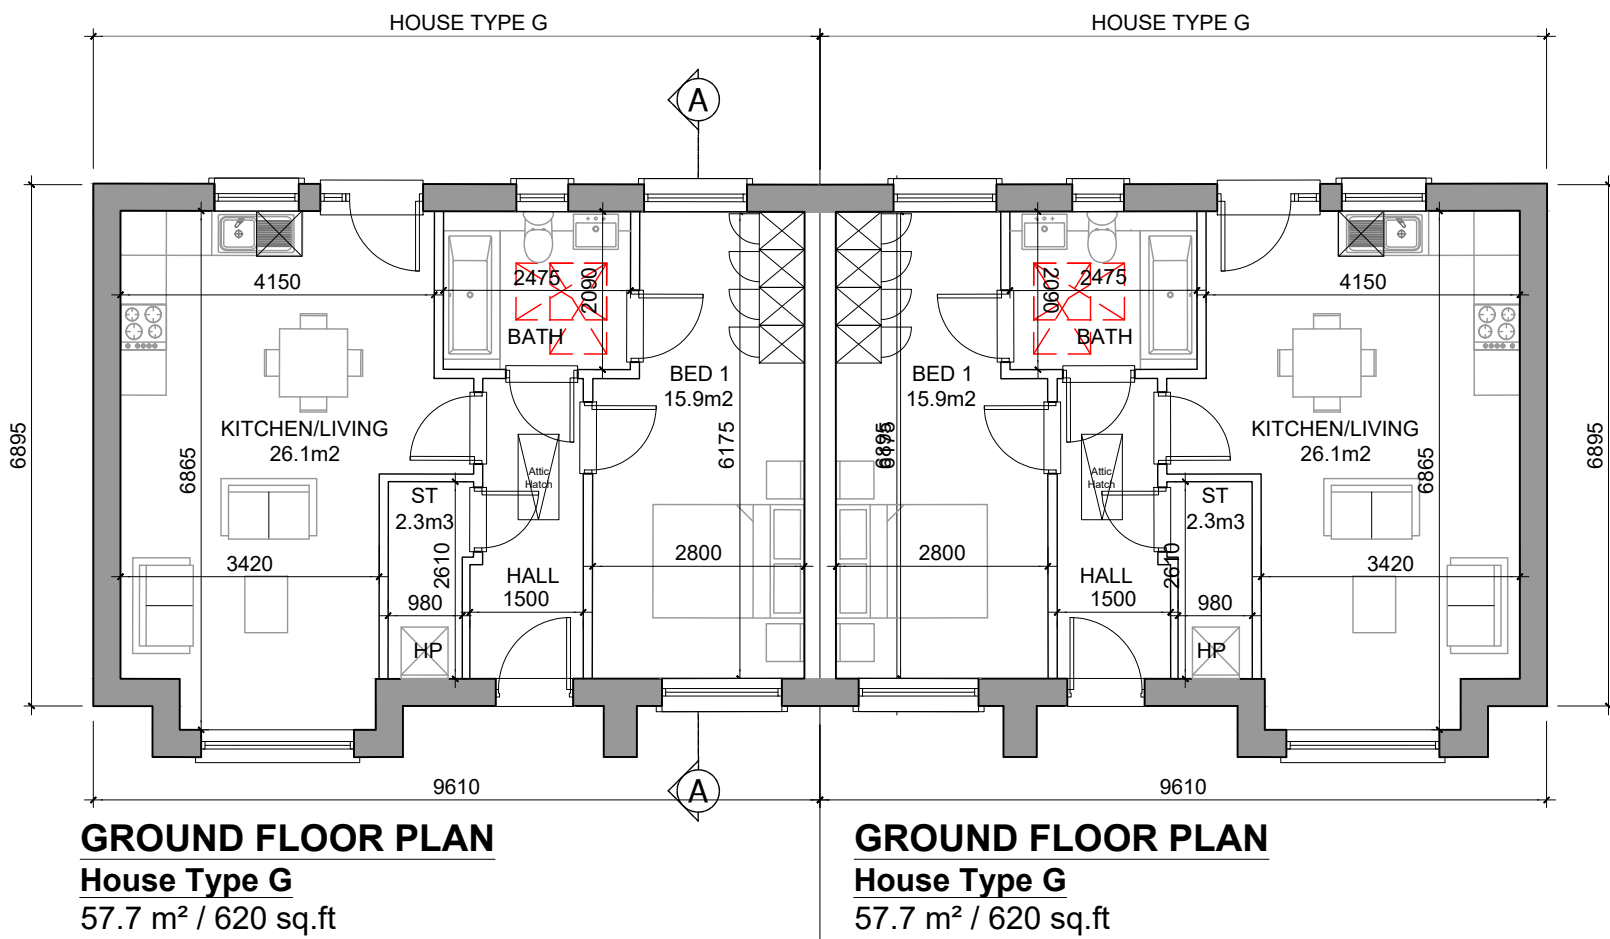 HOUSE TYPE G
HOUSE TYPE G
A
4150
2475
2090
BATH
BED 1
15.9m2
KITCHEN/LIVING
26.1m2
6895
6865
6175
Attic
Hatch
ST
2.3m3
2610
3420
980
HALL
1500
2800
HP
9610
A
2090
2475
BATH
4150
BED 1
15.9m2
KITCHEN/LIVING
26.1m2
6895
6175
6865
6895
Attic
Hatch
ST
2.3m3
2610
2800
HALL
1500
980
3420
HP
9610
GROUND FLOOR PLAN
House Type G
57.7 m² / 620 sq.ft
GROUND FLOOR PLAN
House Type G
57.7 m² / 620 sq.ft